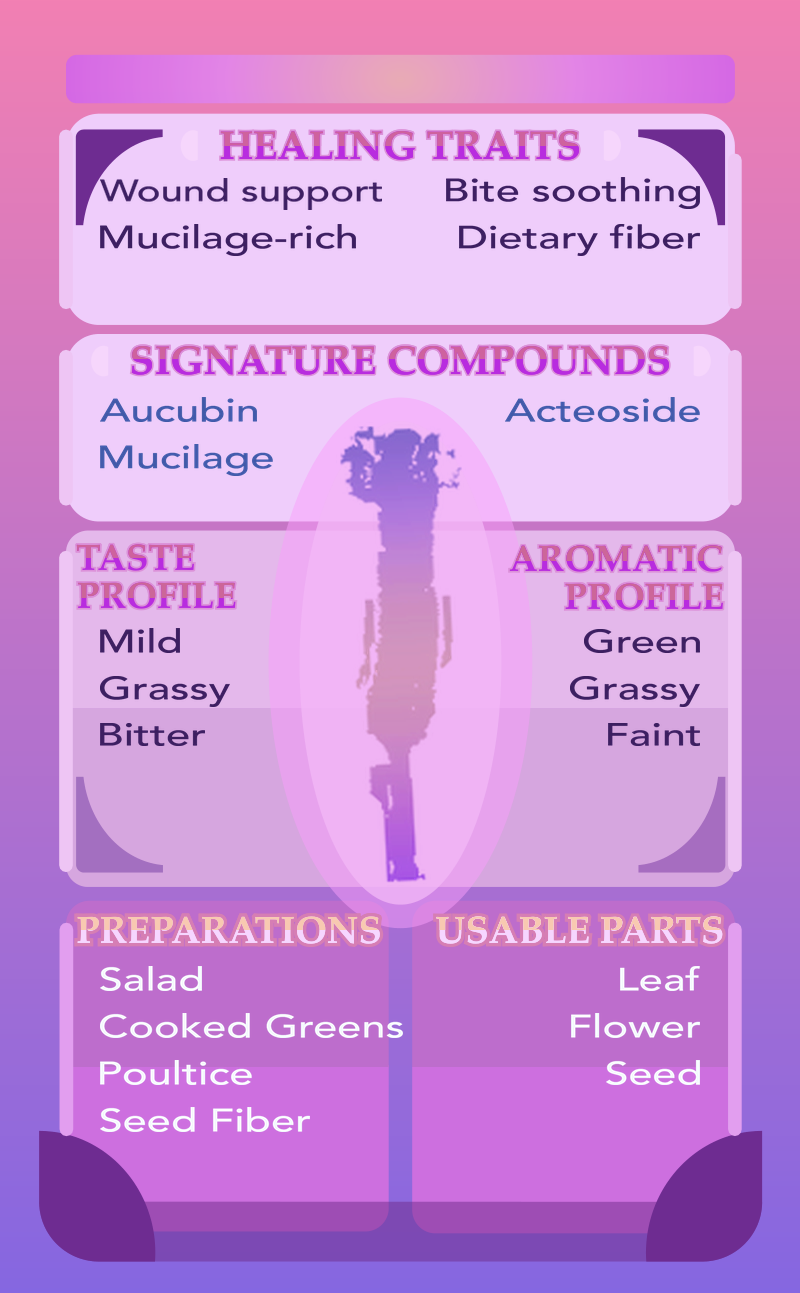 HEALING TRAITS
Wound support
Bite soothing
Mucilage-rich
Dietary fiber
SIGNATURE COMPOUNDS
Aucubin
Acteoside
Mucilage
TASTE
PROFILE
Mild
Grassy
Bitter
AROMATIC
PROFILE
Green
Grassy
Faint
PREPARATIONS
Salad
Cooked Greens
Poultice
Seed Fiber
USABLE PARTS
Leaf
Flower
Seed